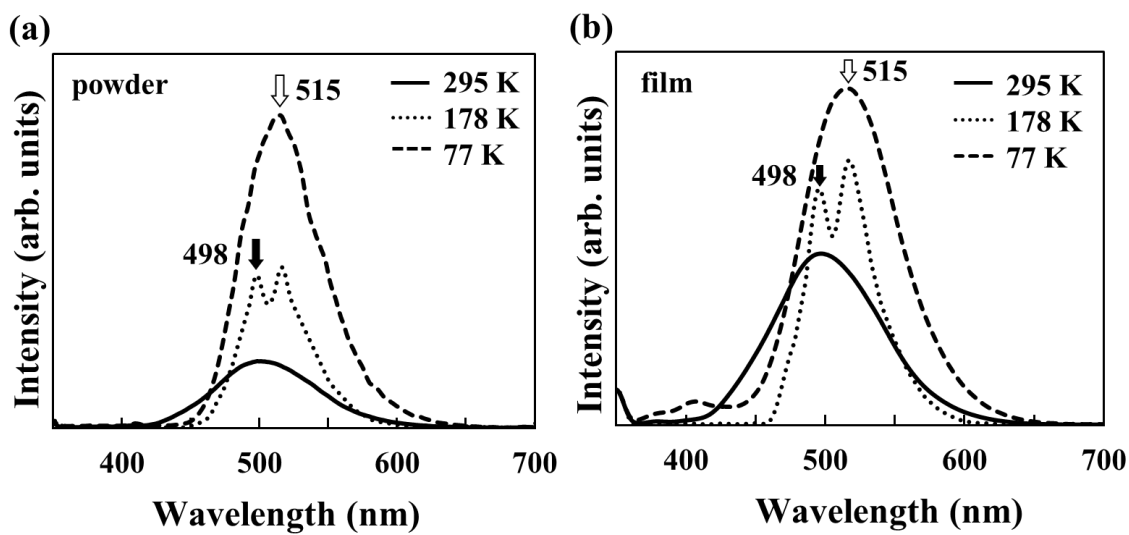 (a)
powder
515
295 K
178 K
77 K
498
Intensity (arb. units)
400 500 600 700
Wavelength (nm)
(b)
film
515
295 K
178 K
77 K
498
Intensity (arb. units)
400 500 600 700
Wavelength (nm)